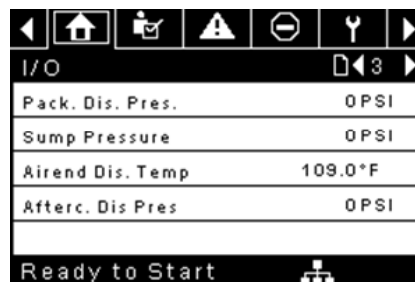 I/O 3
Pack. Dis. Pres. 0PSI
Sump Pressure 0PSI
Airend Dis. Temp 109.0°F
Afterc. Dis Pres 0PSI
Ready to Start